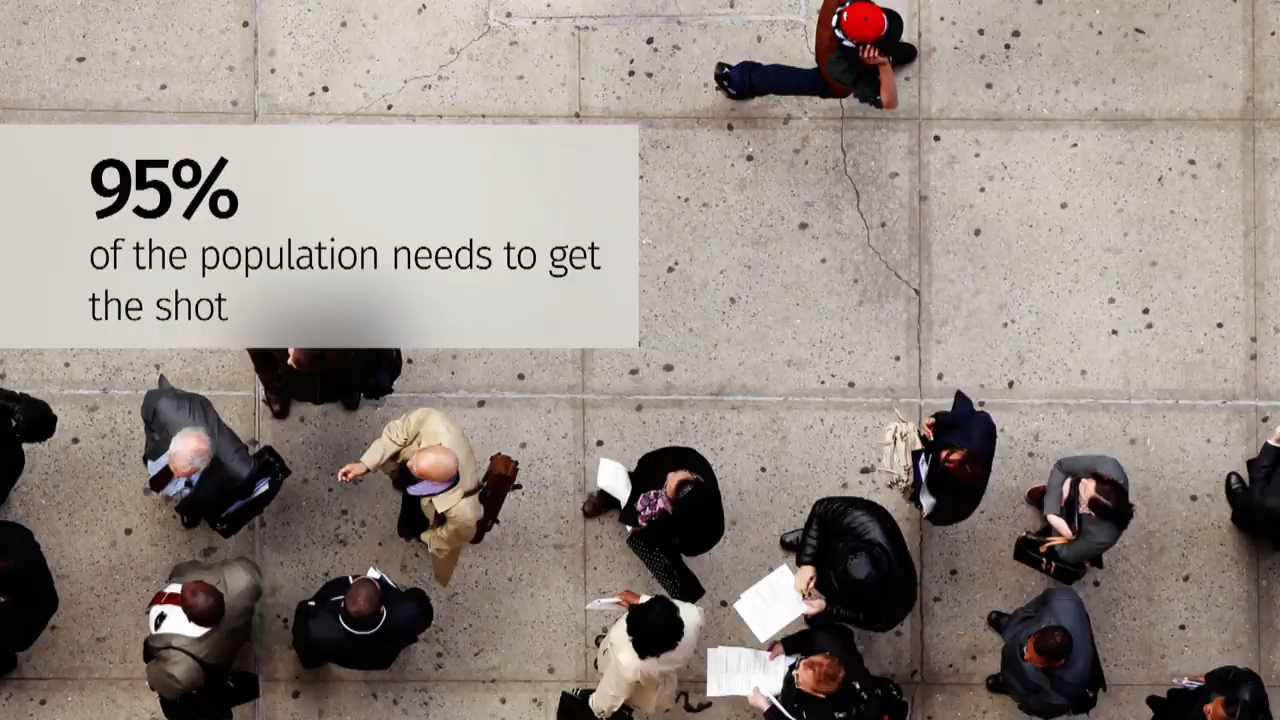 95%
of the population needs to get
the shot